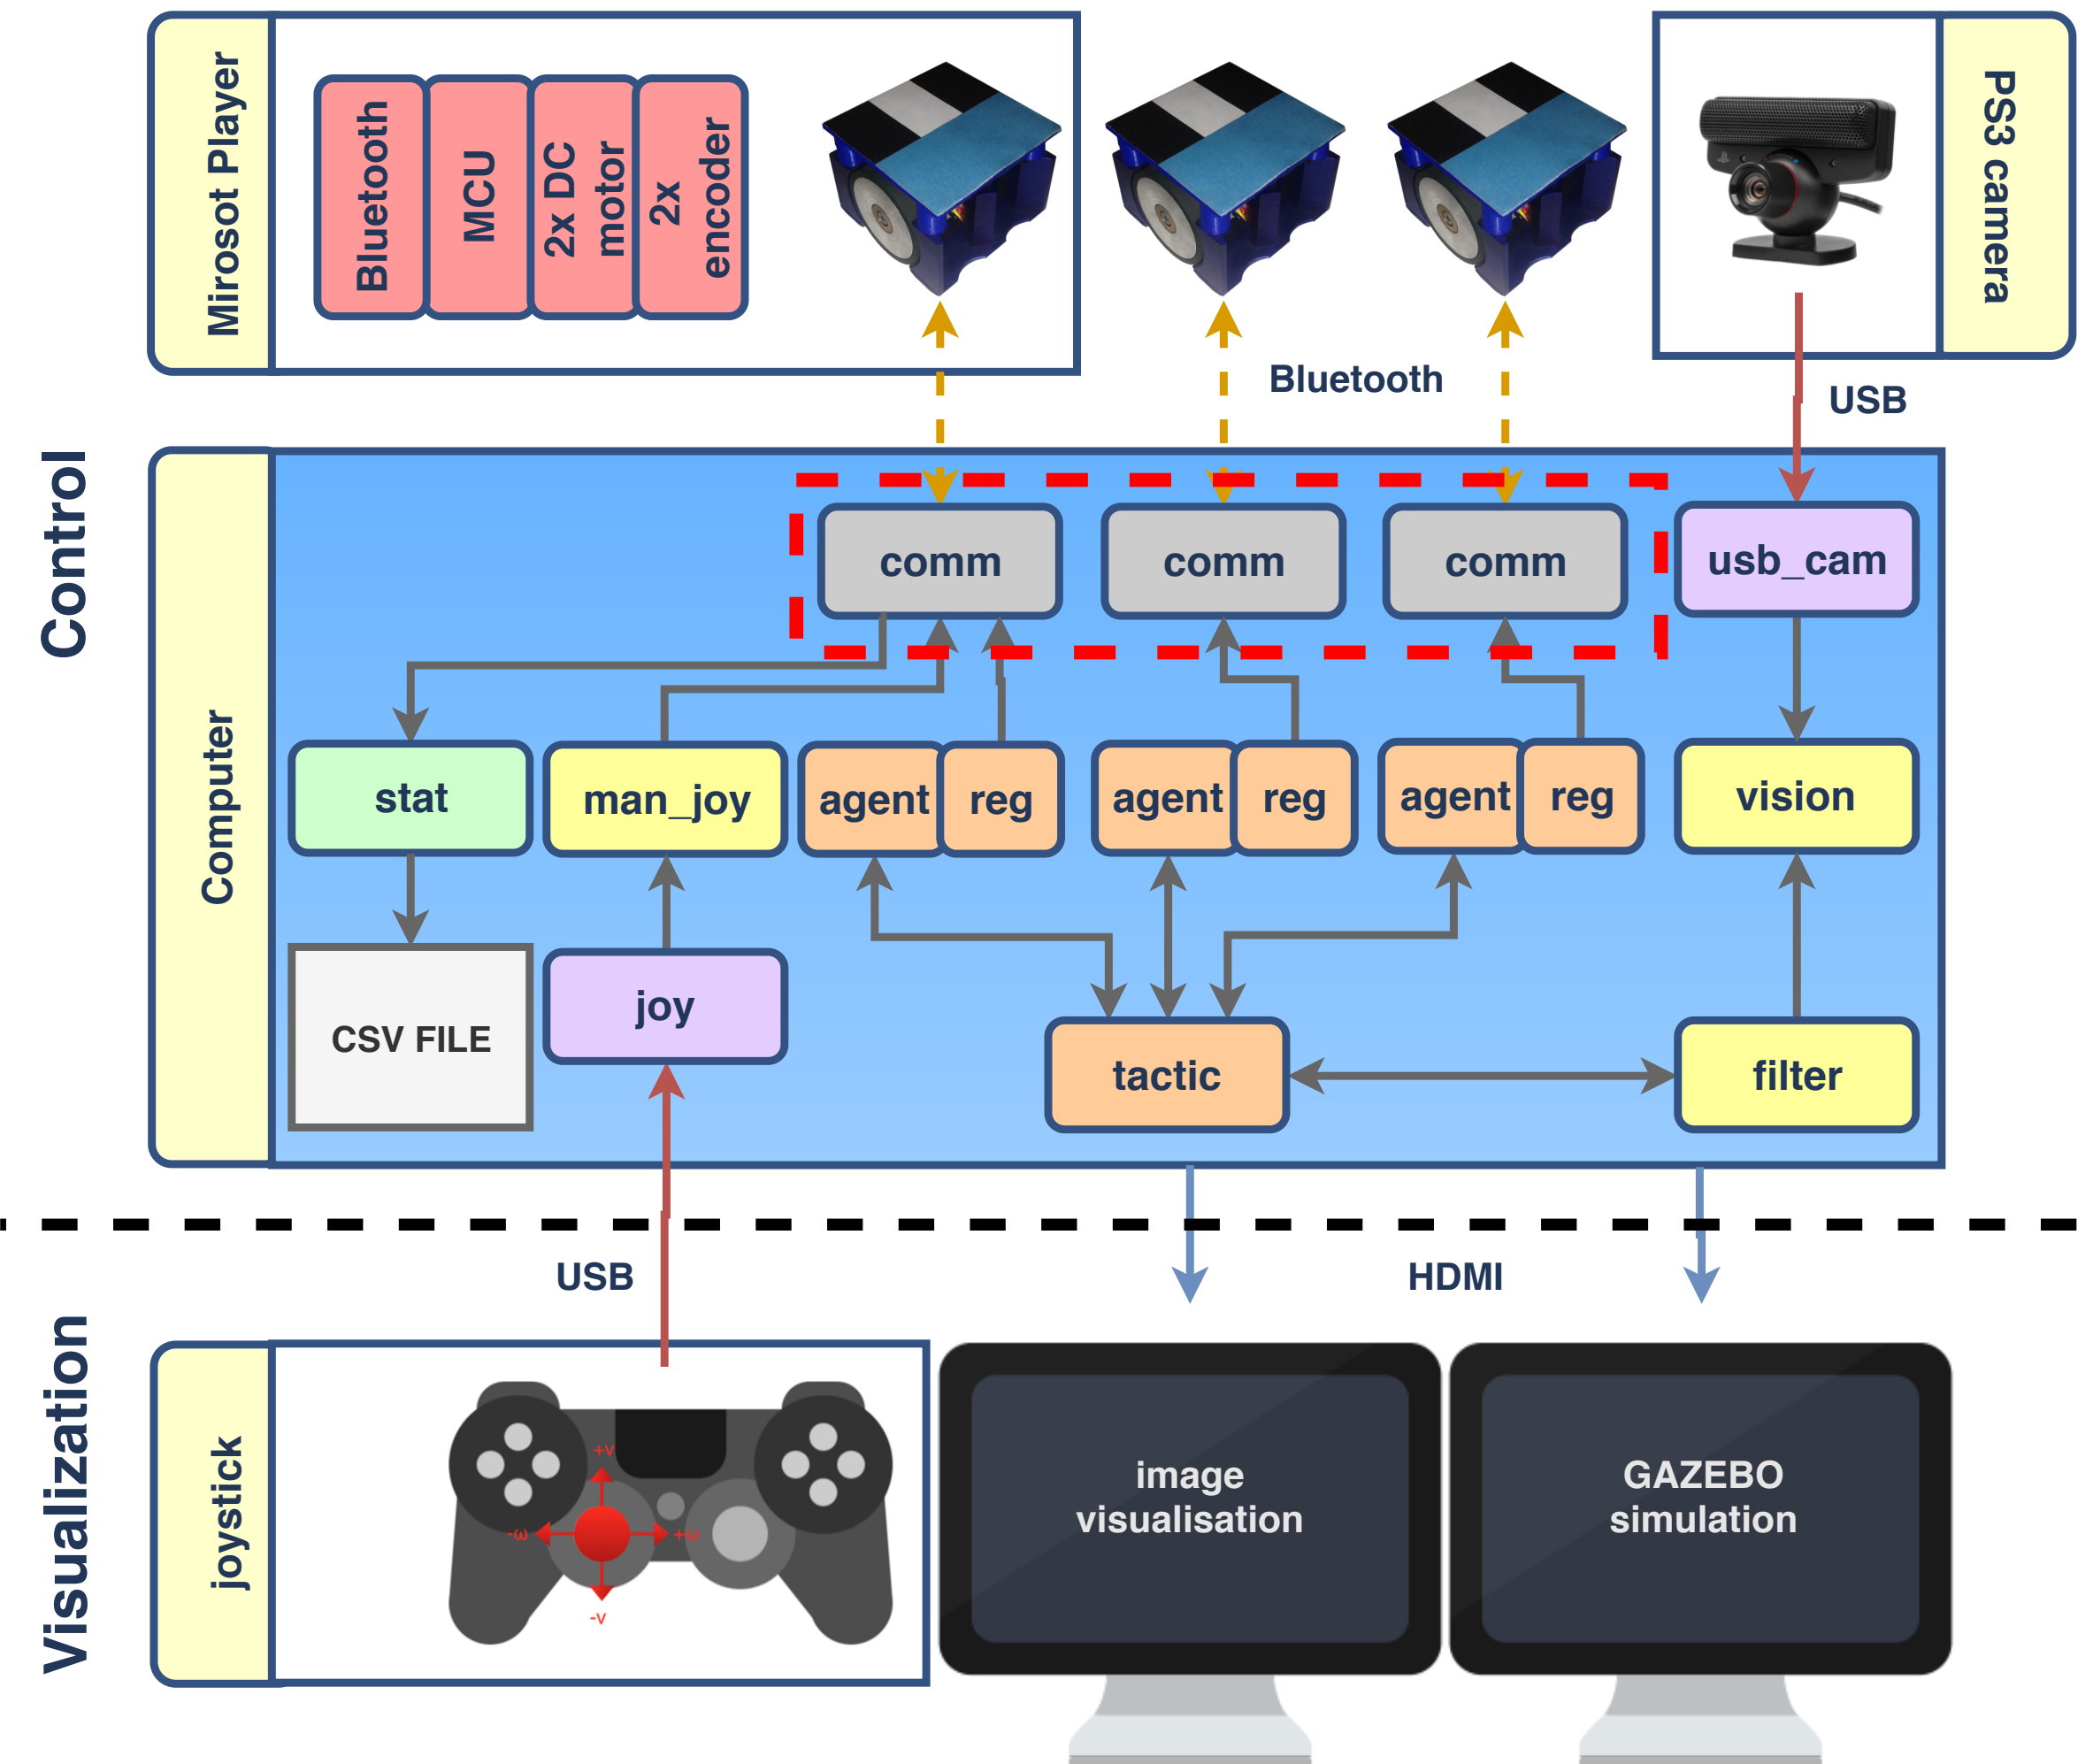 Mirosot Player
Bluetooth
MCU
2x DC
motor
2x
encoder
PS3 camera
Bluetooth
USB
Control
Computer
comm
comm
comm
usb_cam
stat
man_joy
agent
reg
agent
reg
agent
reg
vision
CSV FILE
joy
tactic
filter
USB
HDMI
Visualization
joystick
+v
-ω
+ω
-v
image
visualisation
GAZEBO
simulation